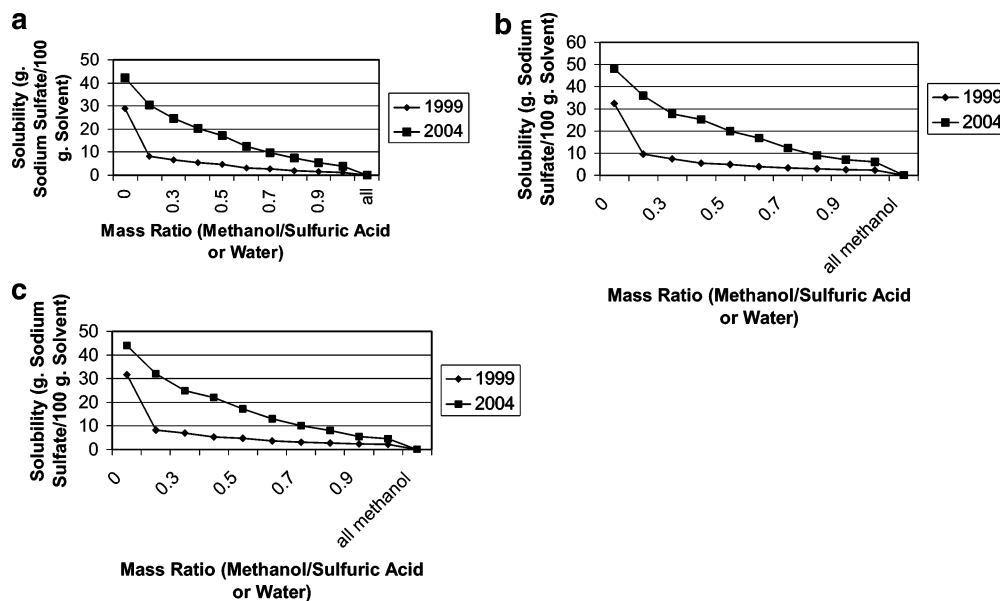 a
Solubility (g.
Sodium Sulfate/100
g. Solvent)
50
40
30
20
10
0
0
0.3
0.5
0.7
0.9
all
Mass Ratio (Methanol/Sulfuric Acid
or Water)
1999
2004
b
Solubility (g. Sodium
Sulfate/100 g. Solvent)
60
50
40
30
20
10
0
0
0.3
0.5
0.7
0.9
all methanol
Mass Ratio (Methanol/Sulfuric Acid
or Water)
1999
2004
c
Solubility (g. Sodium
Sulfate/100 g. Solvent)
50
40
30
20
10
0
0
0.3
0.5
0.7
0.9
all methanol
Mass Ratio (Methanol/Sulfuric Acid
or Water)
1999
2004